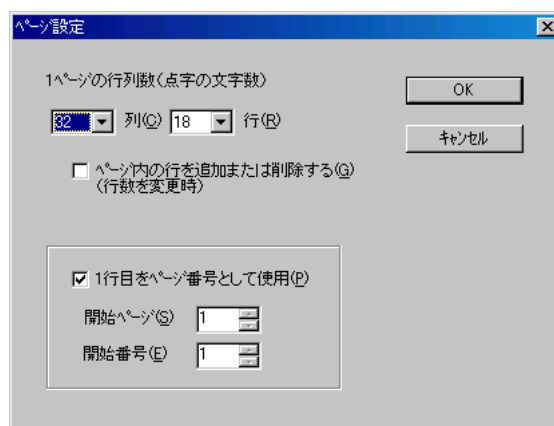 ﾍﾟｰｼﾞ設定
1ﾍﾟｰｼﾞの行列数(点字の文字数)
OK
32 列(C) 18 行(R)
ｷｬﾝｾﾙ
ﾍﾟｰｼﾞ内の行を追加または削除する(G)
(行数を変更時)
1行目をﾍﾟｰｼﾞ番号として使用(P)
開始ﾍﾟｰｼﾞ(S) 1
開始番号(E) 1